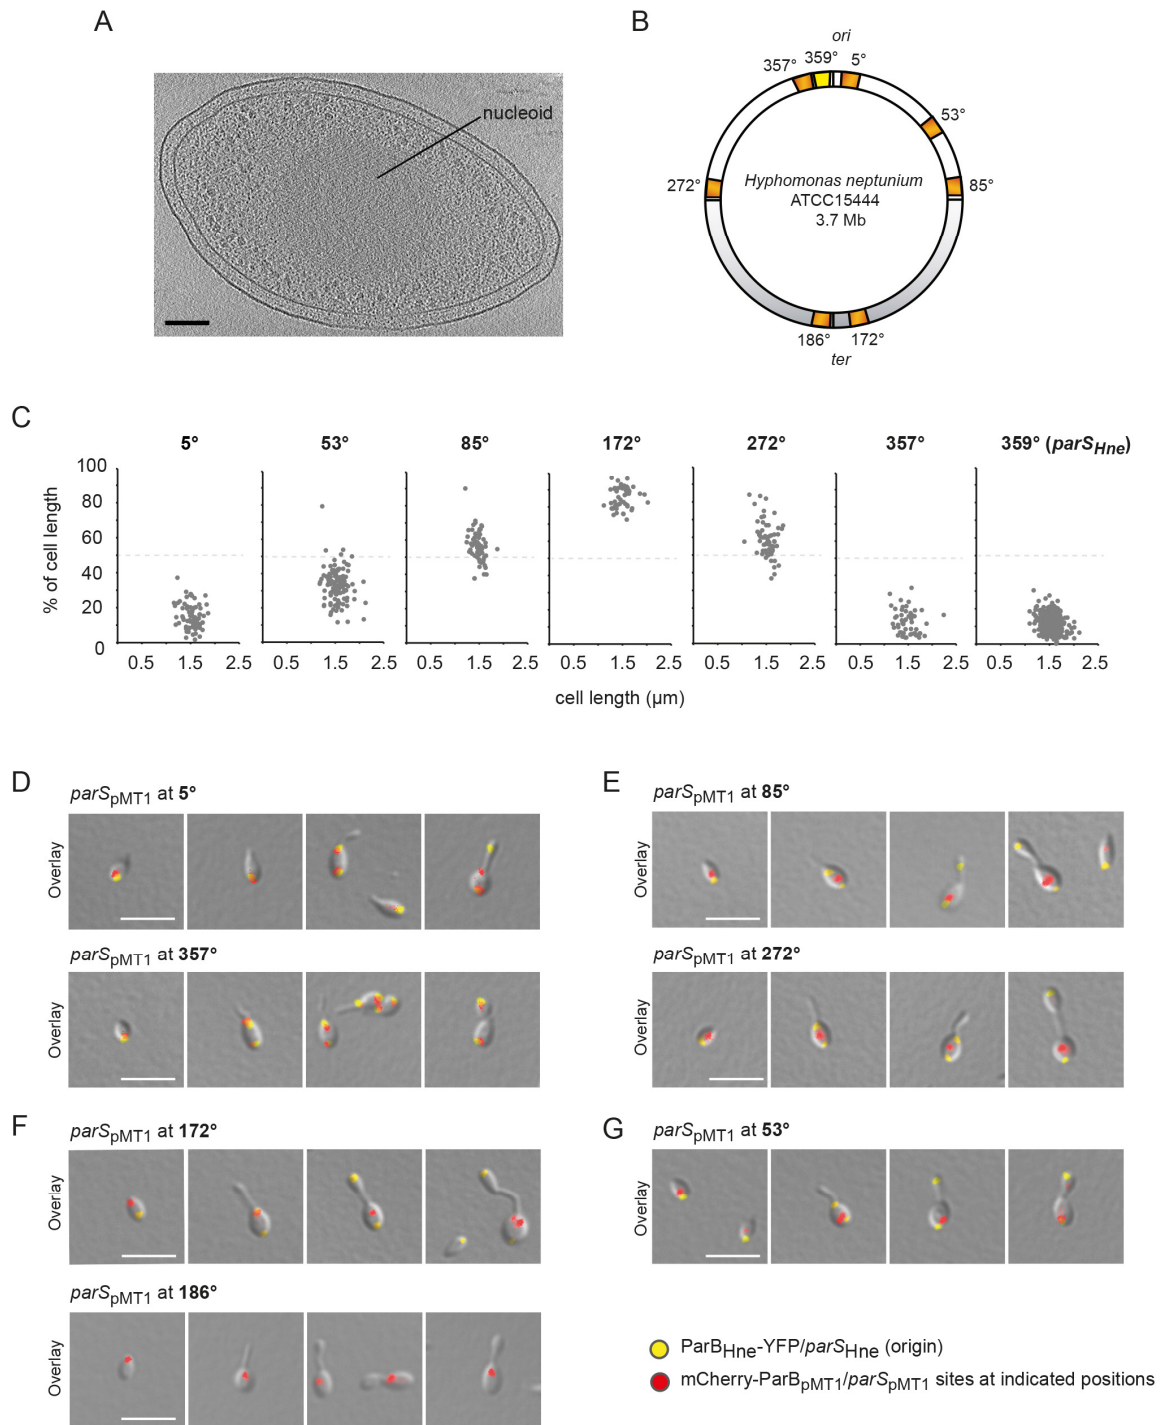 A
nucleoid
B
ori
357° 359° 5°
53°
85°
272°
Hyphomonas neptunium
ATCC15444
3.7 Mb
186° 172°
ter
C
5° 53° 85° 172° 272° 357° 359° (parSHne)
% of cell length
100
80
60
40
20
0
0.5 1.5 2.5 0.5 1.5 2.5 0.5 1.5 2.5 0.5 1.5 2.5 0.5 1.5 2.5 0.5 1.5 2.5 0.5 1.5 2.5
cell length (µm)
D
parSpMT1 at 5°
Overlay
parSpMT1 at 357°
Overlay
E
parSpMT1 at 85°
Overlay
parSpMT1 at 272°
Overlay
F
parSpMT1 at 172°
Overlay
parSpMT1 at 186°
Overlay
G
parSpMT1 at 53°
Overlay
ParBHne-YFP/parSHne (origin)
mCherry-ParBpMT1/parSpMT1 sites at indicated positions